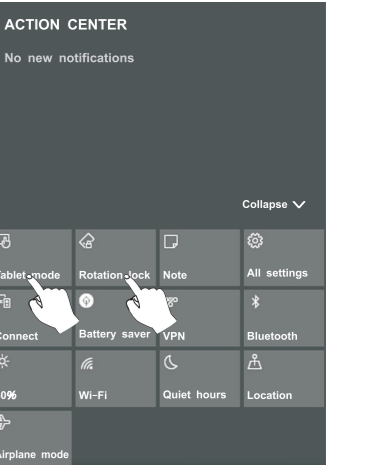 ACTION CENTER
No new notifications
Collapse
Tablet mode Rotation lock Note All settings
Connect Battery saver VPN Bluetooth
0% Wi-Fi Quiet hours Location
Airplane mode